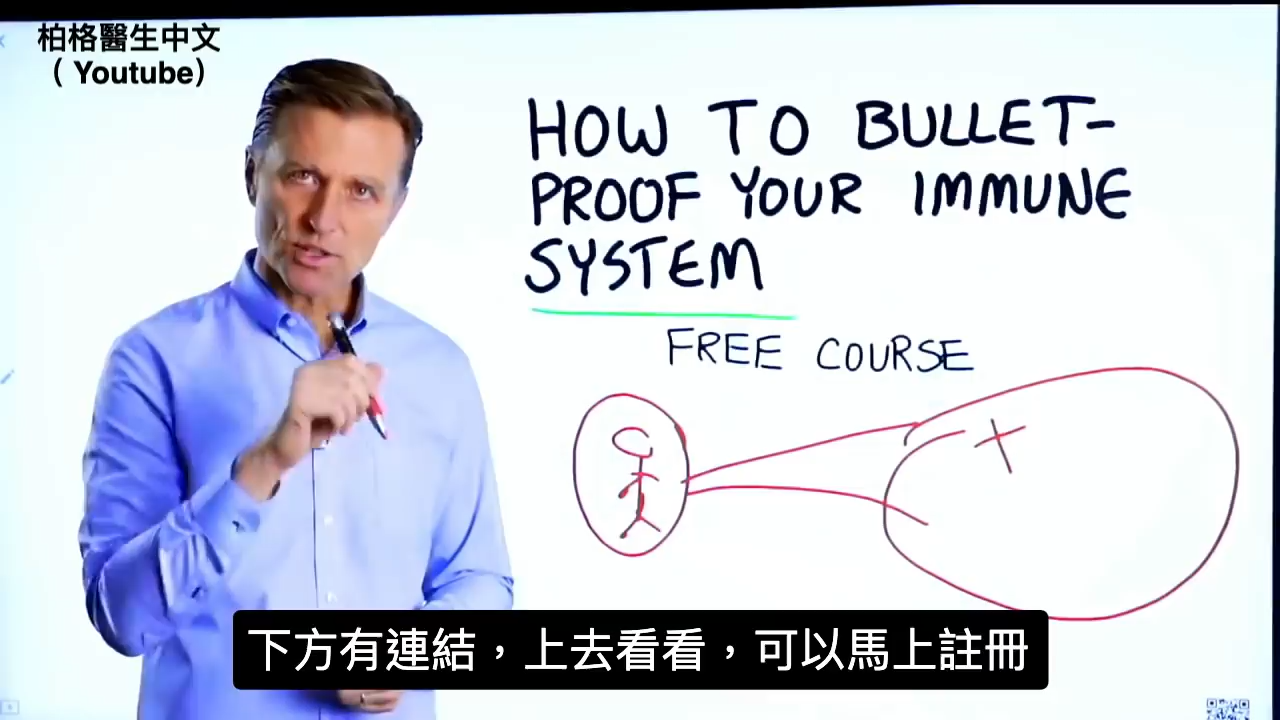 柏格醫生中文
（Youtube）
HOW TO BULLET-
PROOF YOUR IMMUNE
SYSTEM
FREE COURSE
X
下方有連結，上去看看，可以馬上註冊